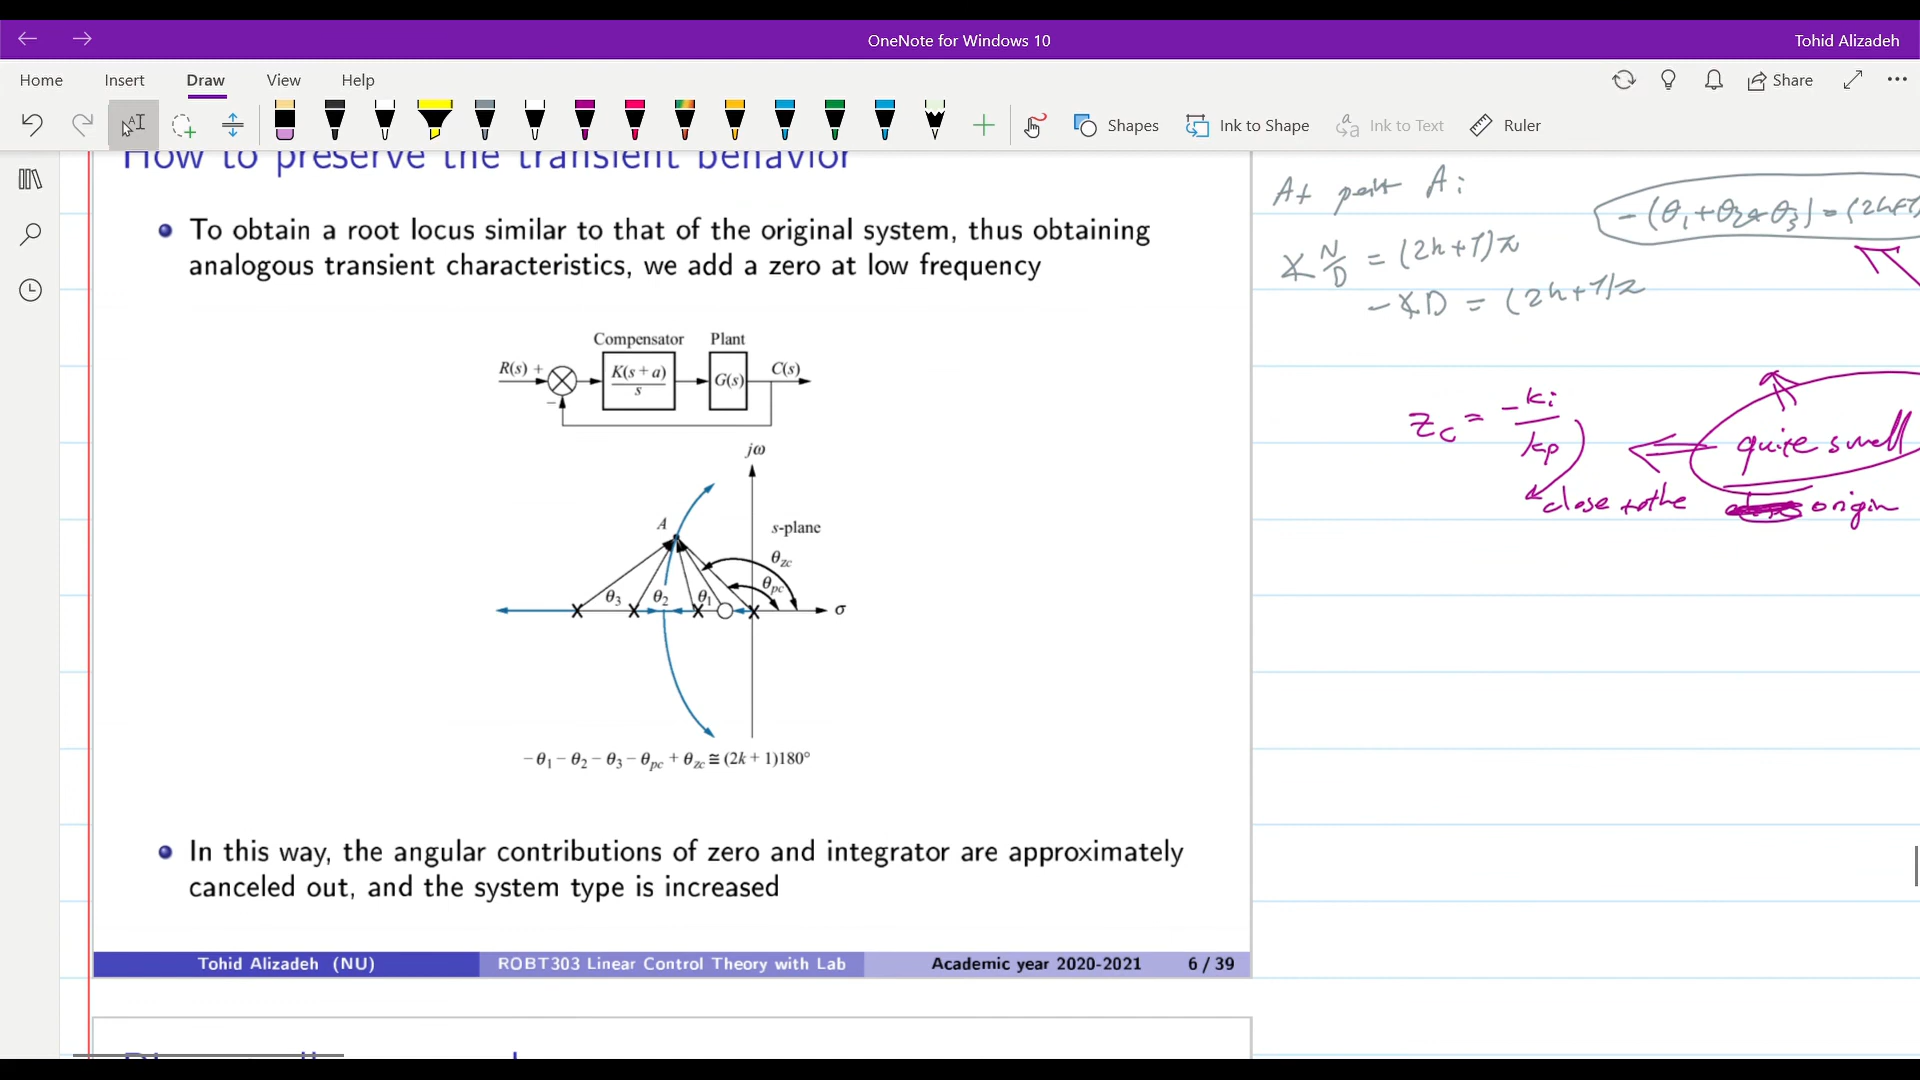 OneNote for Windows 10
Tohid Alizadeh
Home Insert Draw View Help
Share
Shapes Ink to Shape Ink to Text Ruler
How to preserve the transient behavior
To obtain a root locus similar to that of the original system, thus obtaining
analogous transient characteristics, we add a zero at low frequency
Compensator Plant
R(s) + K(s + a) G(s) C(s)
s
−
jω
A
s-plane
θzc
θpc
θ3 θ2 θ1
σ
−θ1 − θ2 − θ3 − θpc + θzc ≅ (2k + 1)180°
In this way, the angular contributions of zero and integrator are approximately
canceled out, and the system type is increased
Tohid Alizadeh (NU) ROBT303 Linear Control Theory with Lab Academic year 2020-2021 6 / 39
At point A:
∡ N/D = (2h+1)π
−∡D = (2h+1)π
zc = −Ki/Kp
quite small
close to the origin